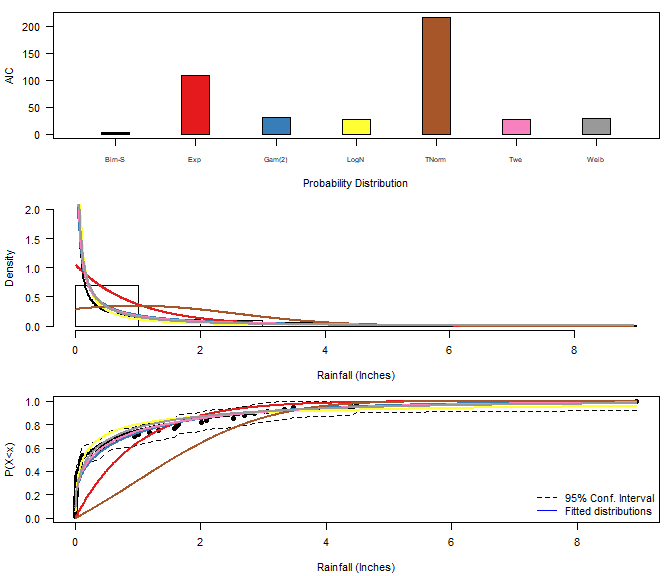 AIC
200
150
100
50
0
Birn-S Exp Gam(2) LogN TNorm Twe Weib
Probability Distribution
Density
2.0
1.5
1.0
0.5
0.0
0 2 4 6 8
Rainfall (Inches)
P(X<x)
1.0
0.8
0.6
0.4
0.2
0.0
95% Conf. Interval
Fitted distributions
0 2 4 6 8
Rainfall (Inches)